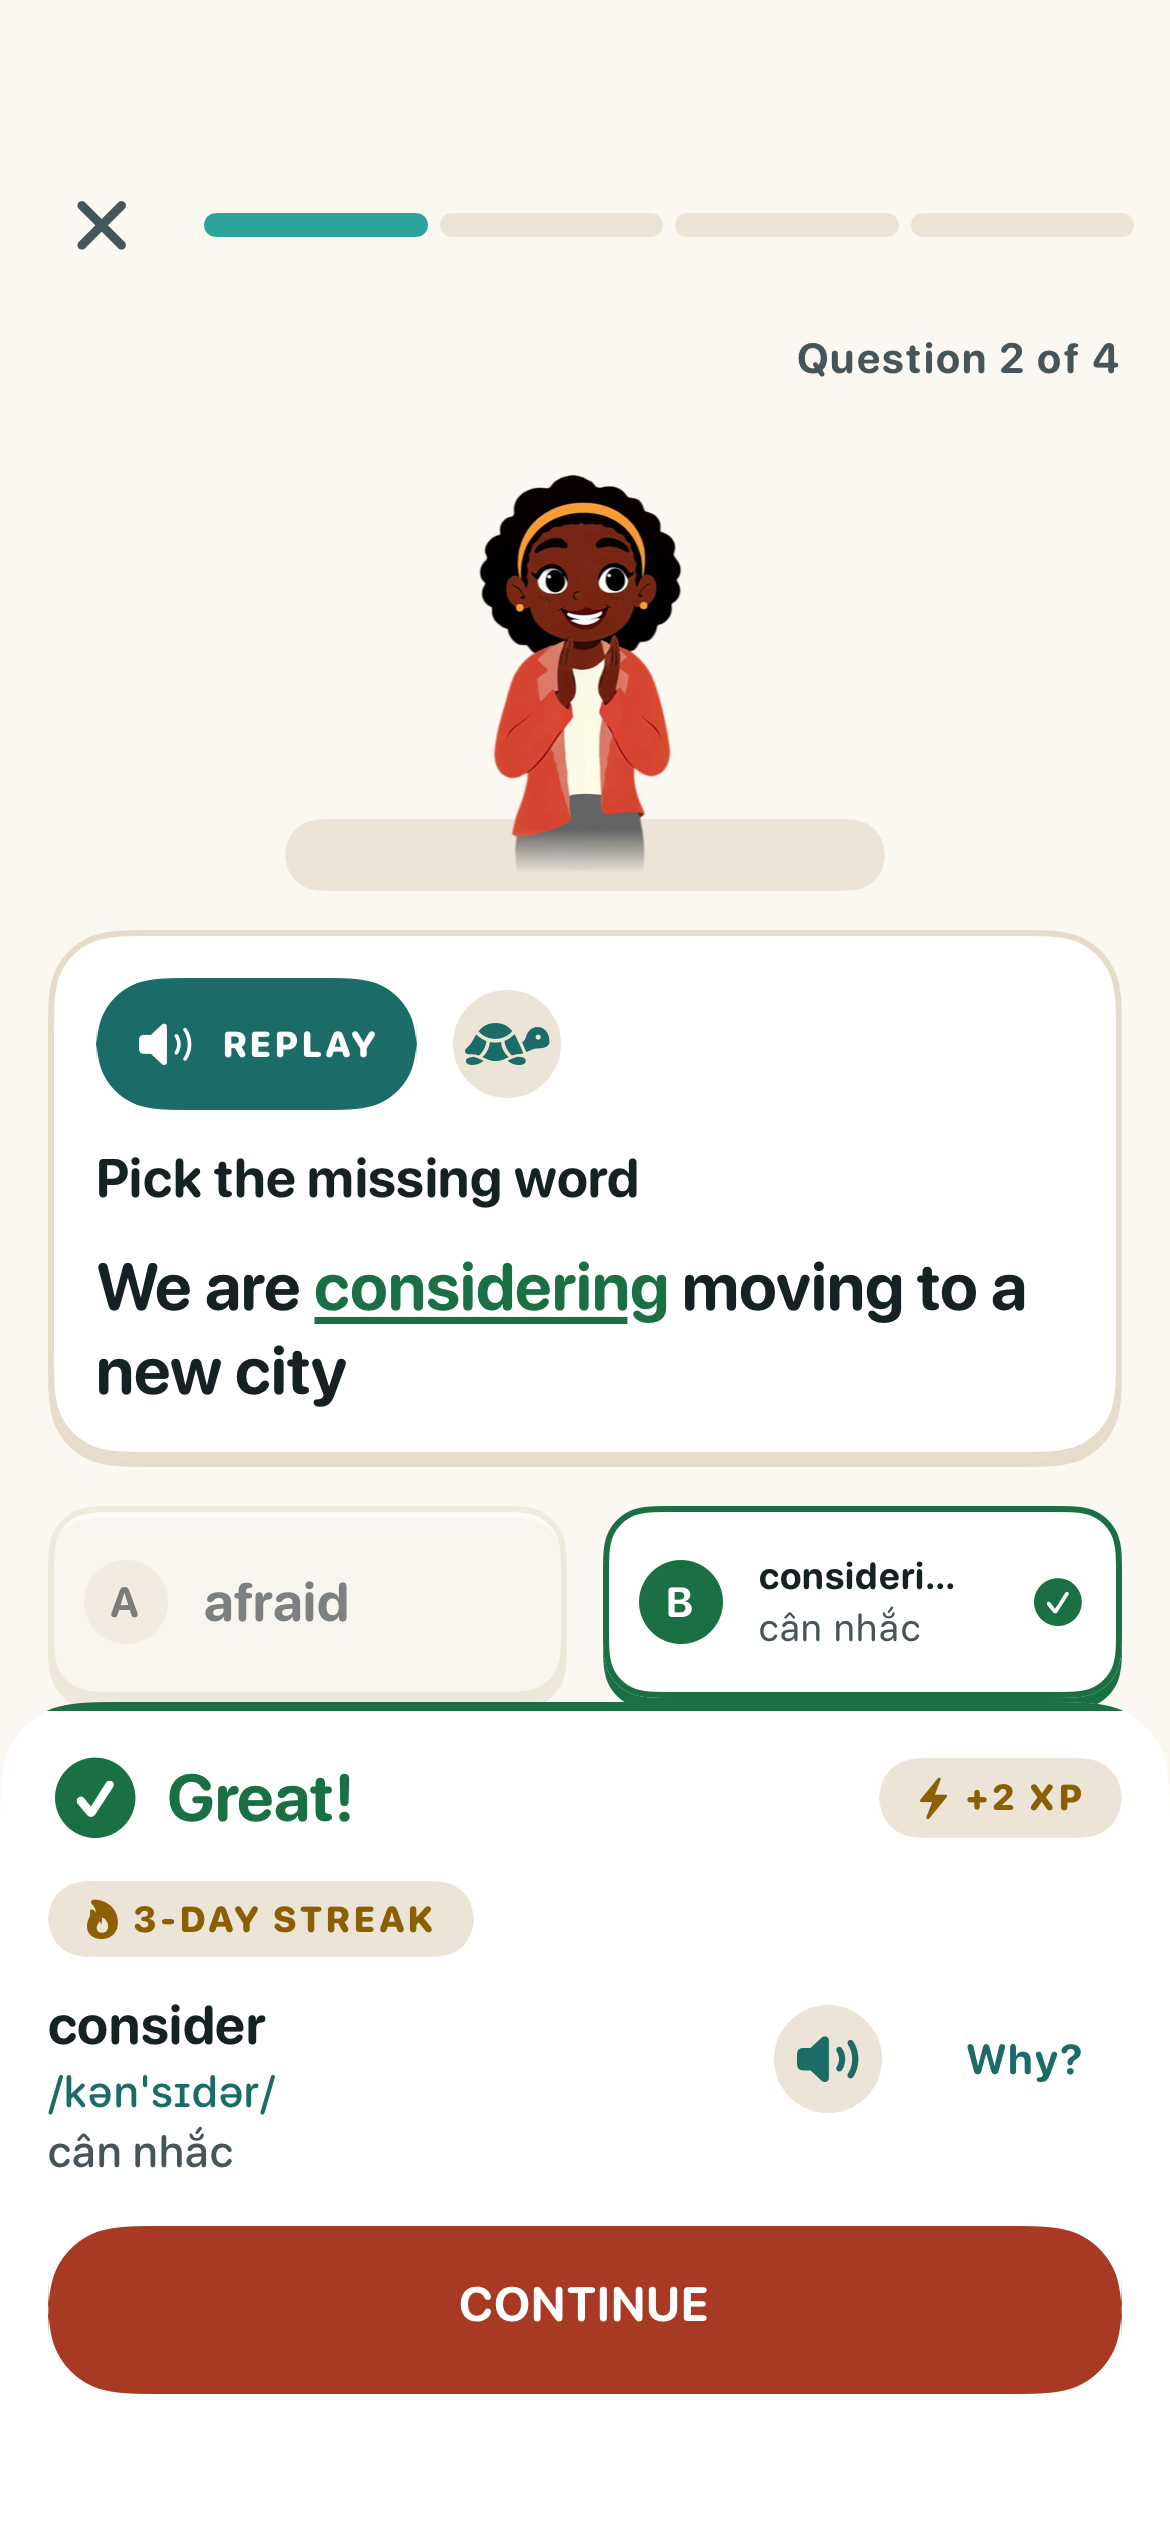 Question 2 of 4
REPLAY
Pick the missing word
We are considering moving to a
new city
A
afraid
B
consideri...
cân nhắc
Great!
+2 XP
3-DAY STREAK
consider
/kən'sɪdər/
cân nhắc
Why?
CONTINUE